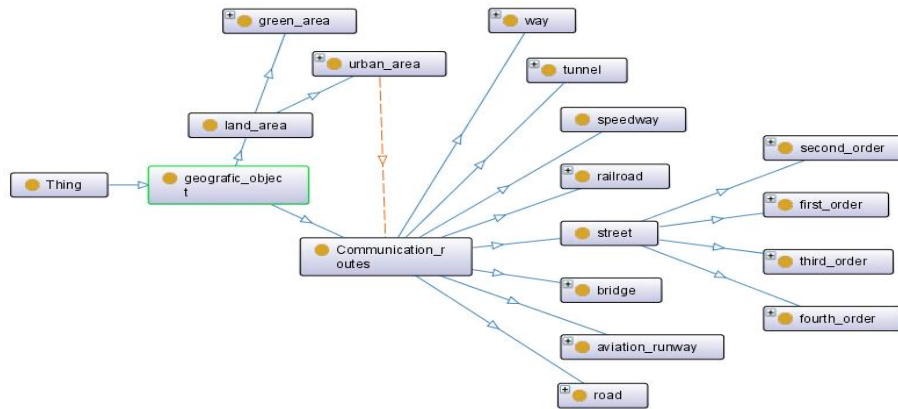 green_area
way
urban_area
tunnel
land_area
speedway
second_order
Thing
geografic_objec
t
railroad
first_order
street
Communication_r
outes
third_order
bridge
fourth_order
aviation_runway
road